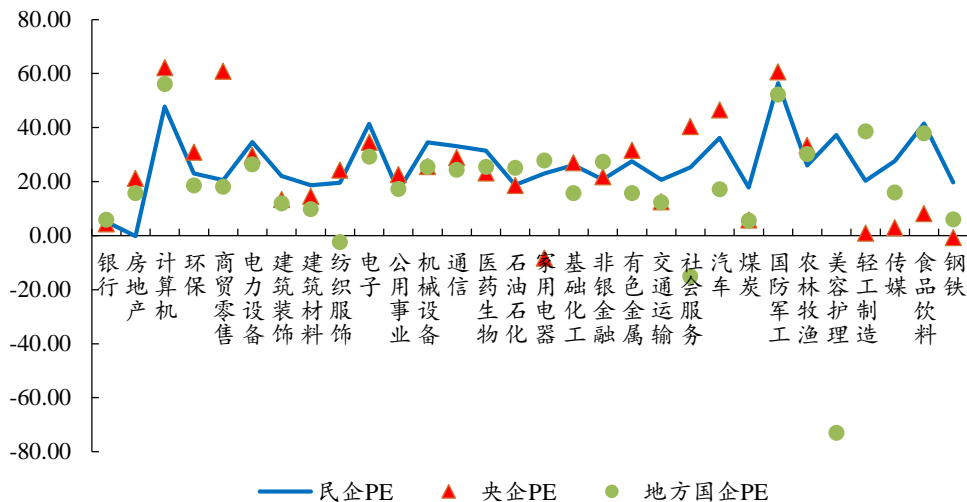 80.00
60.00
40.00
20.00
0.00
-20.00
-40.00
-60.00
-80.00
银行
房地产
计算机
环保
商贸零售
电力设备
建筑装饰
建筑材料
纺织服饰
电子
公用事业
机械设备
通信
医药生物
石油石化
家用电器
基础化工
非银金融
有色金属
交通运输
社会服务
汽车
煤炭
国防军工
农林牧渔
美容护理
轻工制造
传媒
食品饮料
钢铁
民企PE
央企PE
地方国企PE